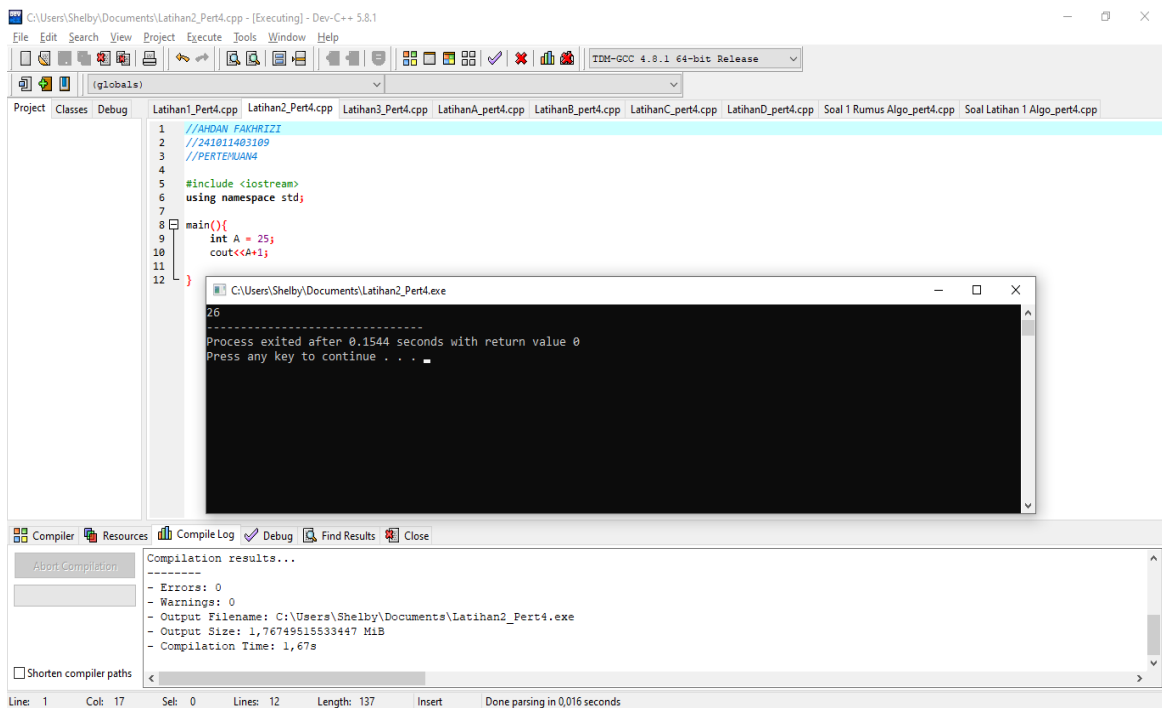 C:\Users\Shelby\Documents\Latihan2_Pert4.cpp - [Executing] - Dev-C++ 5.8.1
File Edit Search View Project Execute Tools Window Help
TDM-GCC 4.8.1 64-bit Release
(globals)
Project Classes Debug Latihan1_Pert4.cpp Latihan2_Pert4.cpp Latihan3_Pert4.cpp LatihanA_pert4.cpp LatihanB_pert4.cpp LatihanC_pert4.cpp LatihanD_pert4.cpp Soal 1 Rumus Algo_pert4.cpp Soal Latihan 1 Algo_pert4.cpp
1 //AHDAN FAKHRIZI
2 //241011403109
3 //PERTEMUAN4
4
5 #include <iostream>
6 using namespace std;
7
8 main(){
9 int A = 25;
10 cout<<A+1;
11
12 }
C:\Users\Shelby\Documents\Latihan2_Pert4.exe
26
--------------------------------
Process exited after 0.1544 seconds with return value 0
Press any key to continue . . .
Compiler Resources Compile Log Debug Find Results Close
Abort Compilation
Compilation results...
--------
- Errors: 0
- Warnings: 0
- Output Filename: C:\Users\Shelby\Documents\Latihan2_Pert4.exe
- Output Size: 1,76749515533447 MiB
- Compilation Time: 1,67s
Shorten compiler paths
Line: 1 Col: 17 Sel: 0 Lines: 12 Length: 137 Insert Done parsing in 0,016 seconds